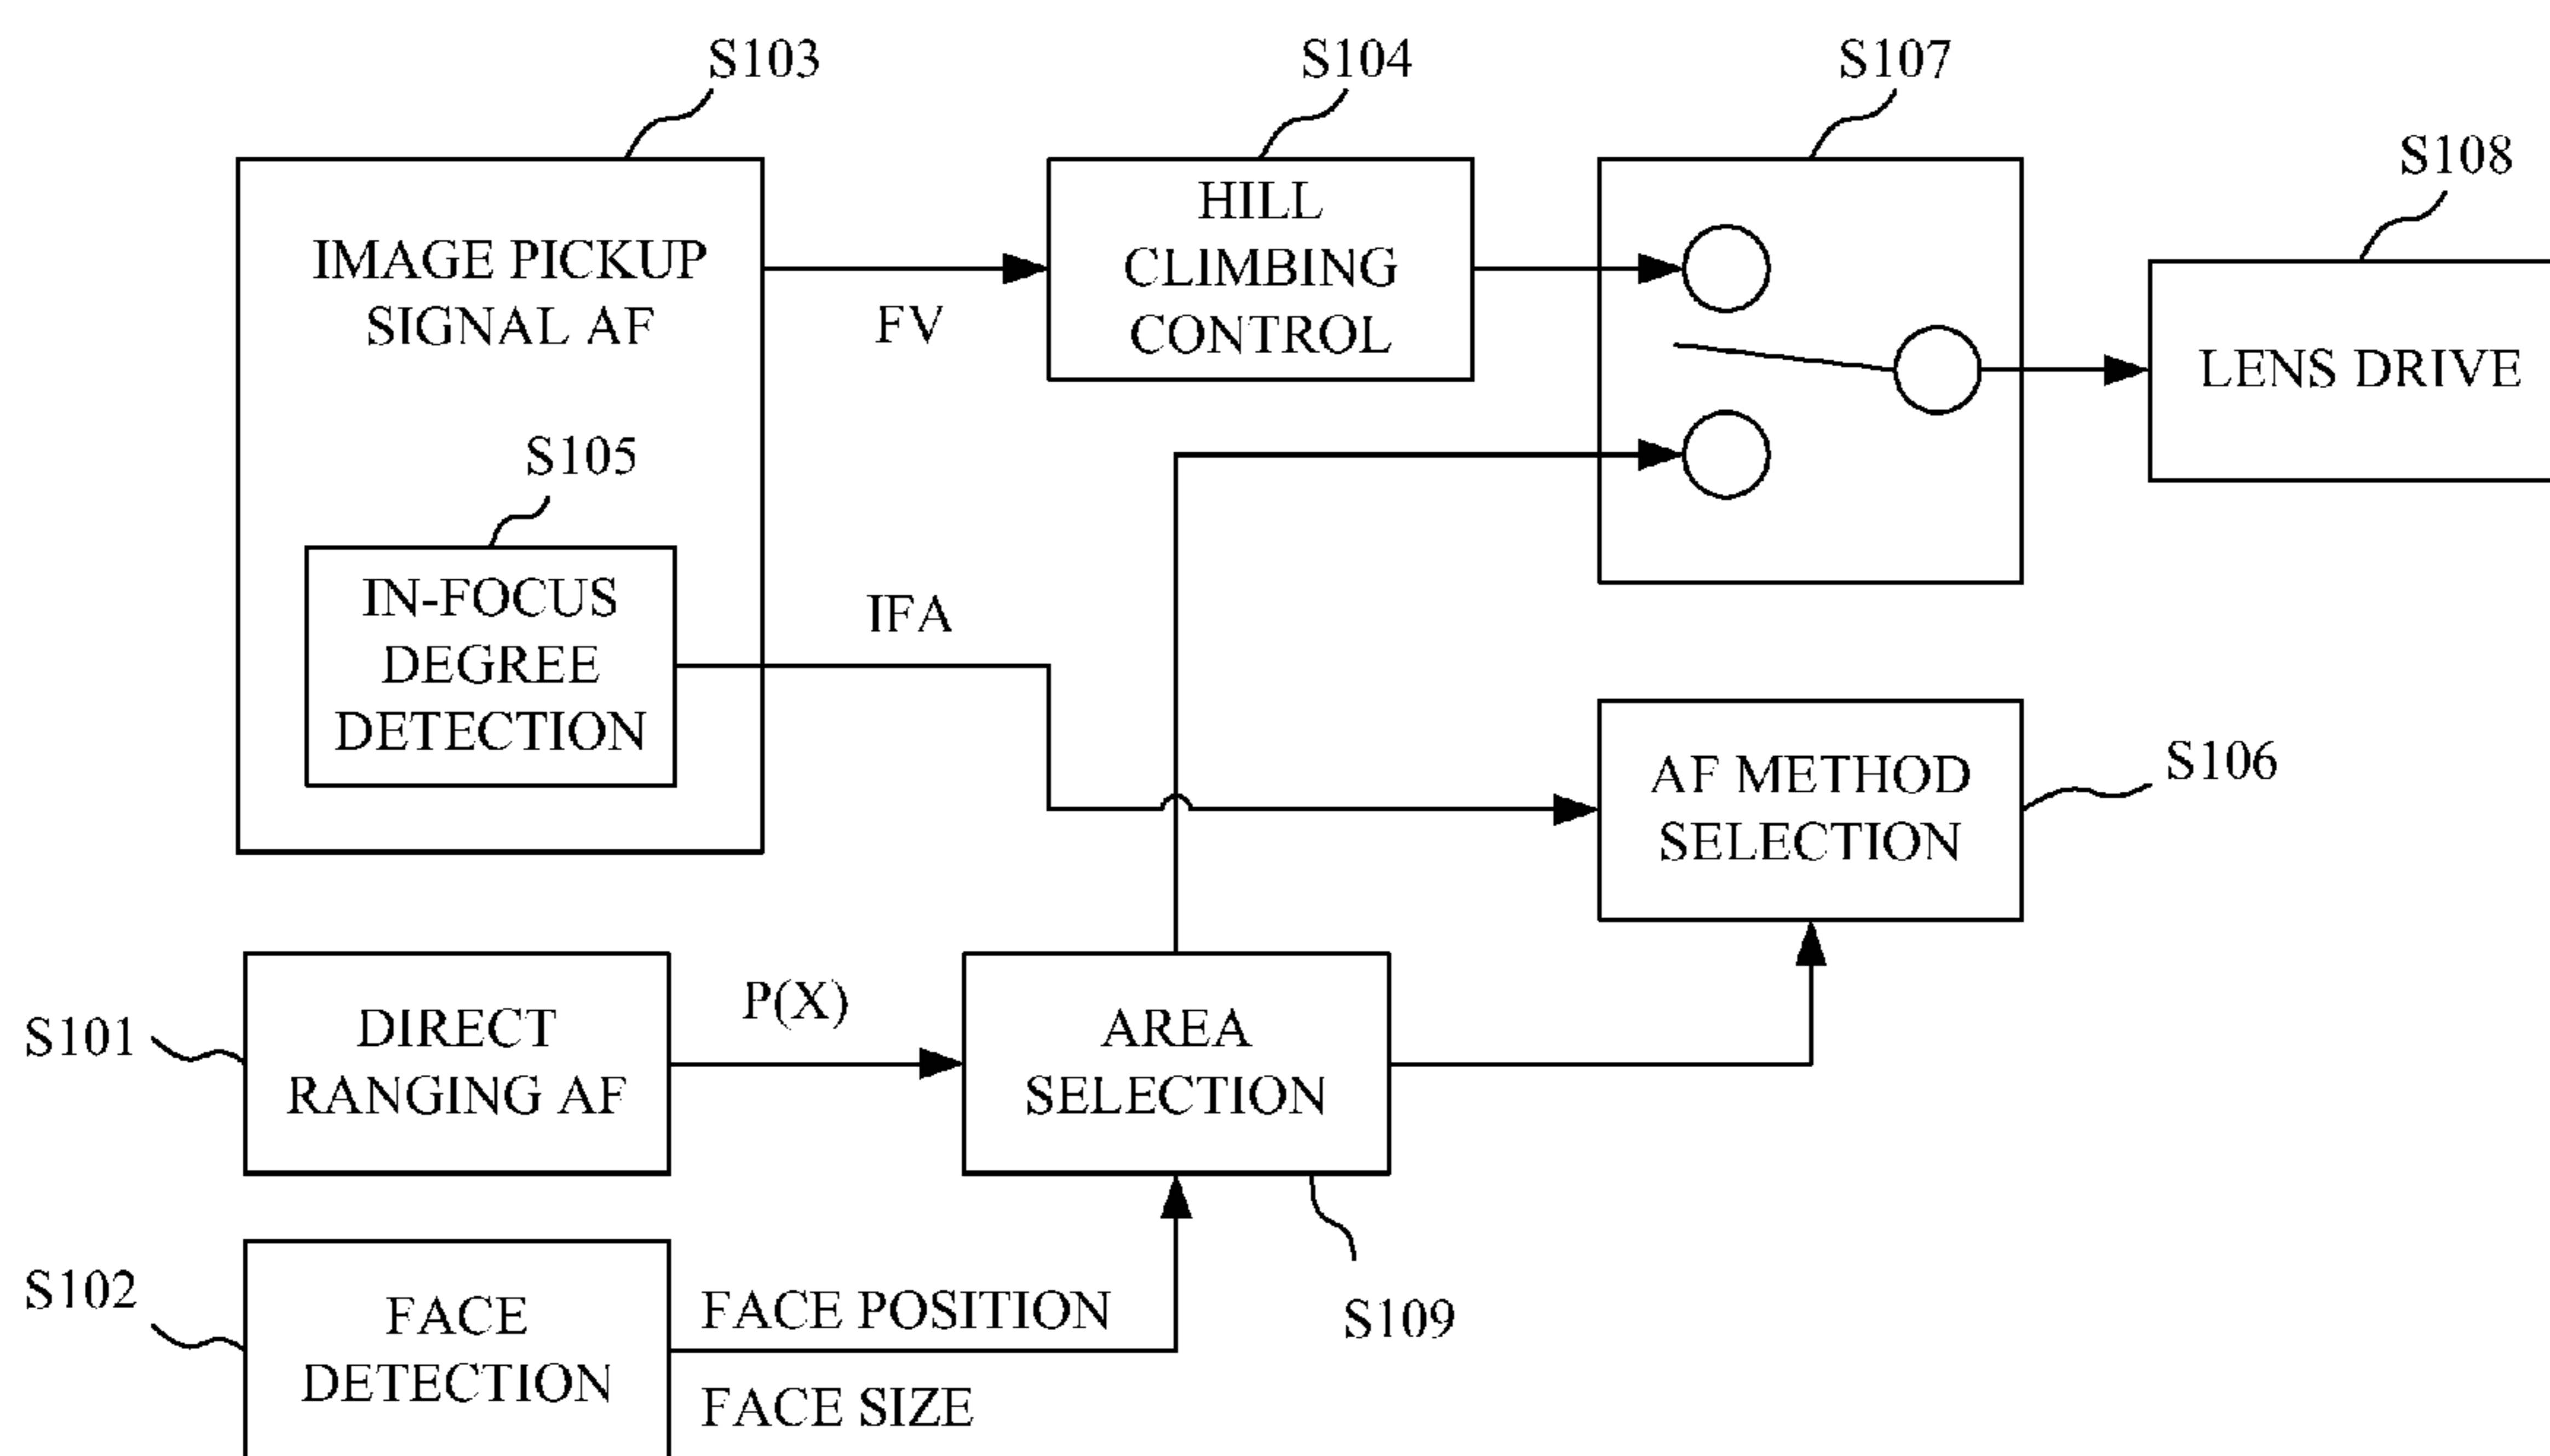 S103
S104
S107
S108
IMAGE PICKUP
SIGNAL AF
FV
HILL
CLIMBING
CONTROL
LENS DRIVE
S105
IN-FOCUS
DEGREE
DETECTION
IFA
AF METHOD
SELECTION
S106
S101
DIRECT
RANGING AF
P(X)
AREA
SELECTION
S109
S102
FACE
DETECTION
FACE POSITION
FACE SIZE